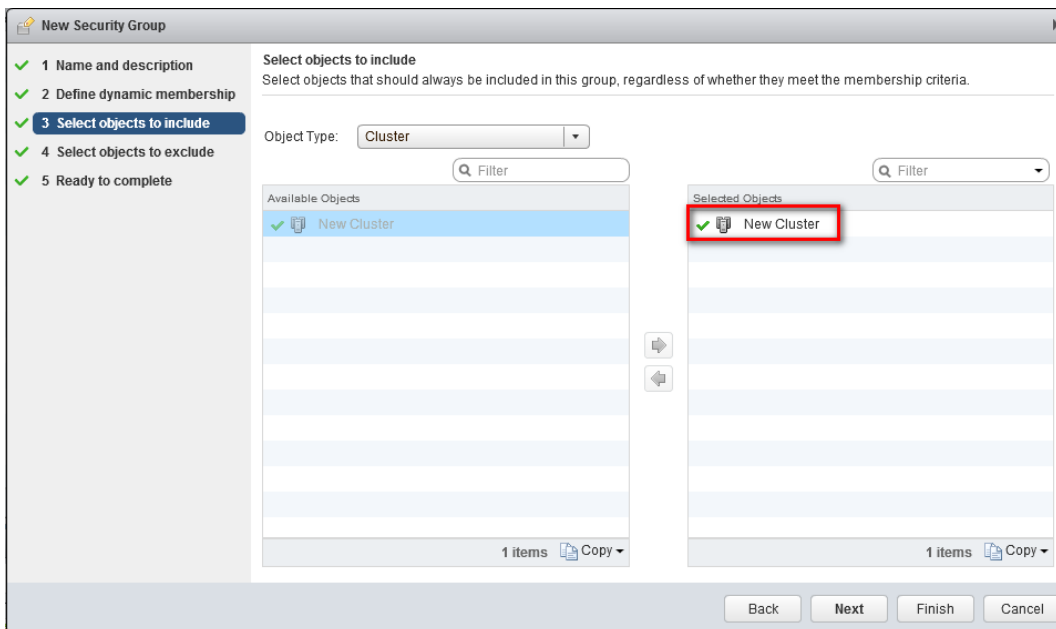 New Security Group
1 Name and description
2 Define dynamic membership
3 Select objects to include
4 Select objects to exclude
5 Ready to complete
Select objects to include
Select objects that should always be included in this group, regardless of whether they meet the membership criteria.
Object Type: Cluster
Filter
Filter
Available Objects
Selected Objects
New Cluster
New Cluster
1 items Copy
1 items Copy
Back Next Finish Cancel